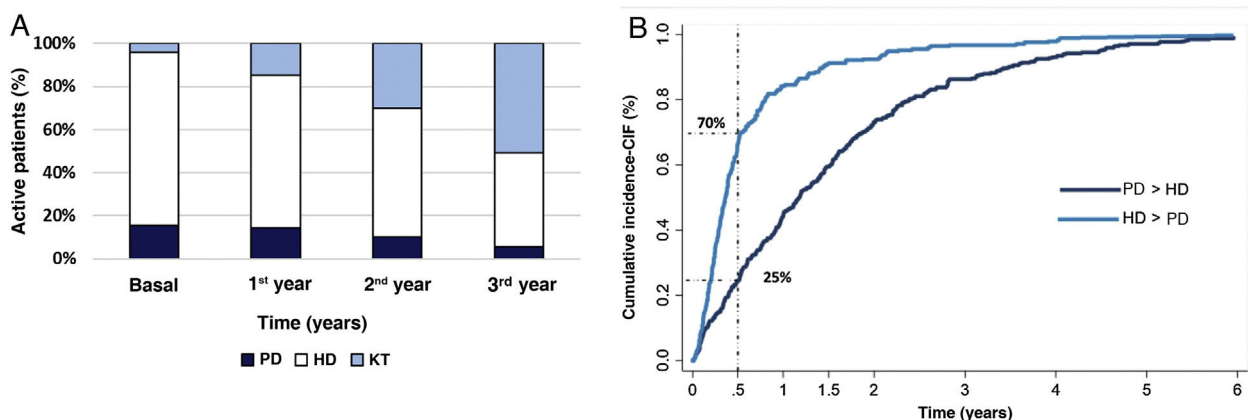 A
100%
80%
60%
40%
20%
0%
Active patients (%)
Basal
1st year
2nd year
3rd year
Time (years)
PD
HD
KT
B
1.0
0.8
0.6
0.4
0.2
0.0
Cumulative incidence-CIF (%)
70%
25%
PD > HD
HD > PD
0 .5 1 1.5 2 3 4 5 6
Time (years)